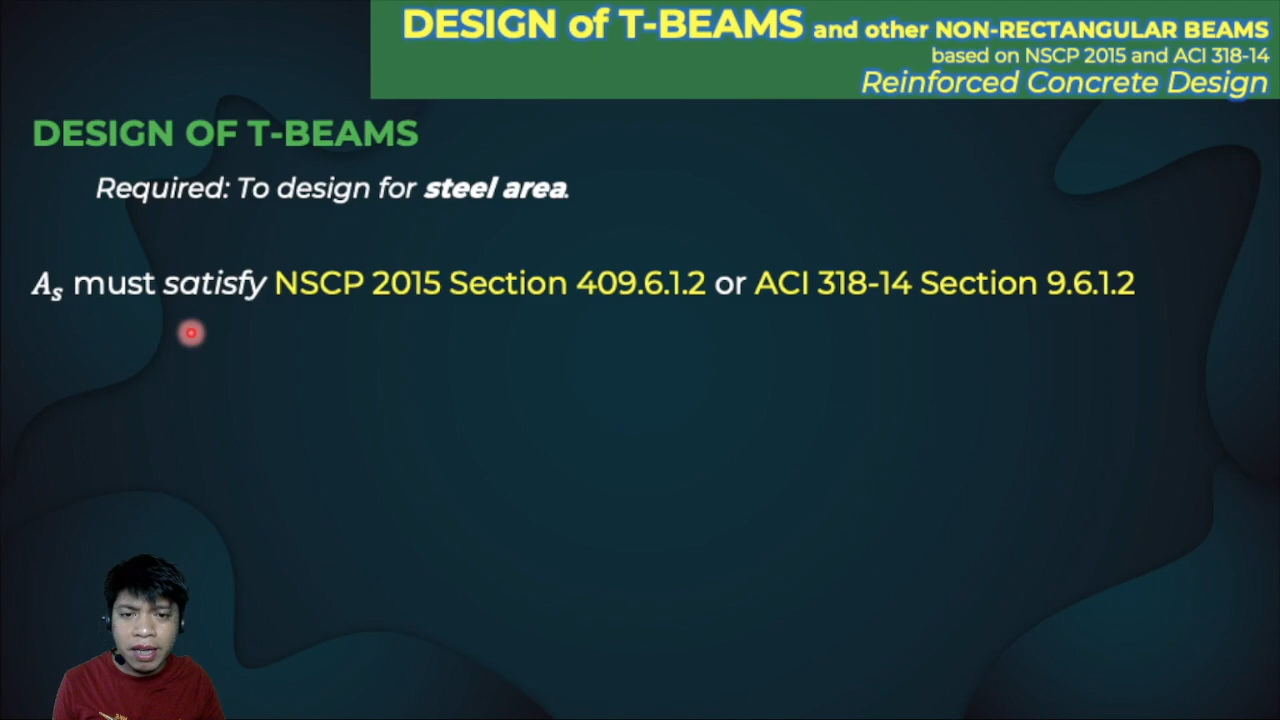 DESIGN of T-BEAMS and other NON-RECTANGULAR BEAMS
based on NSCP 2015 and ACI 318-14
Reinforced Concrete Design
DESIGN OF T-BEAMS
Required: To design for steel area.
Aₛ must satisfy NSCP 2015 Section 409.6.1.2 or ACI 318-14 Section 9.6.1.2